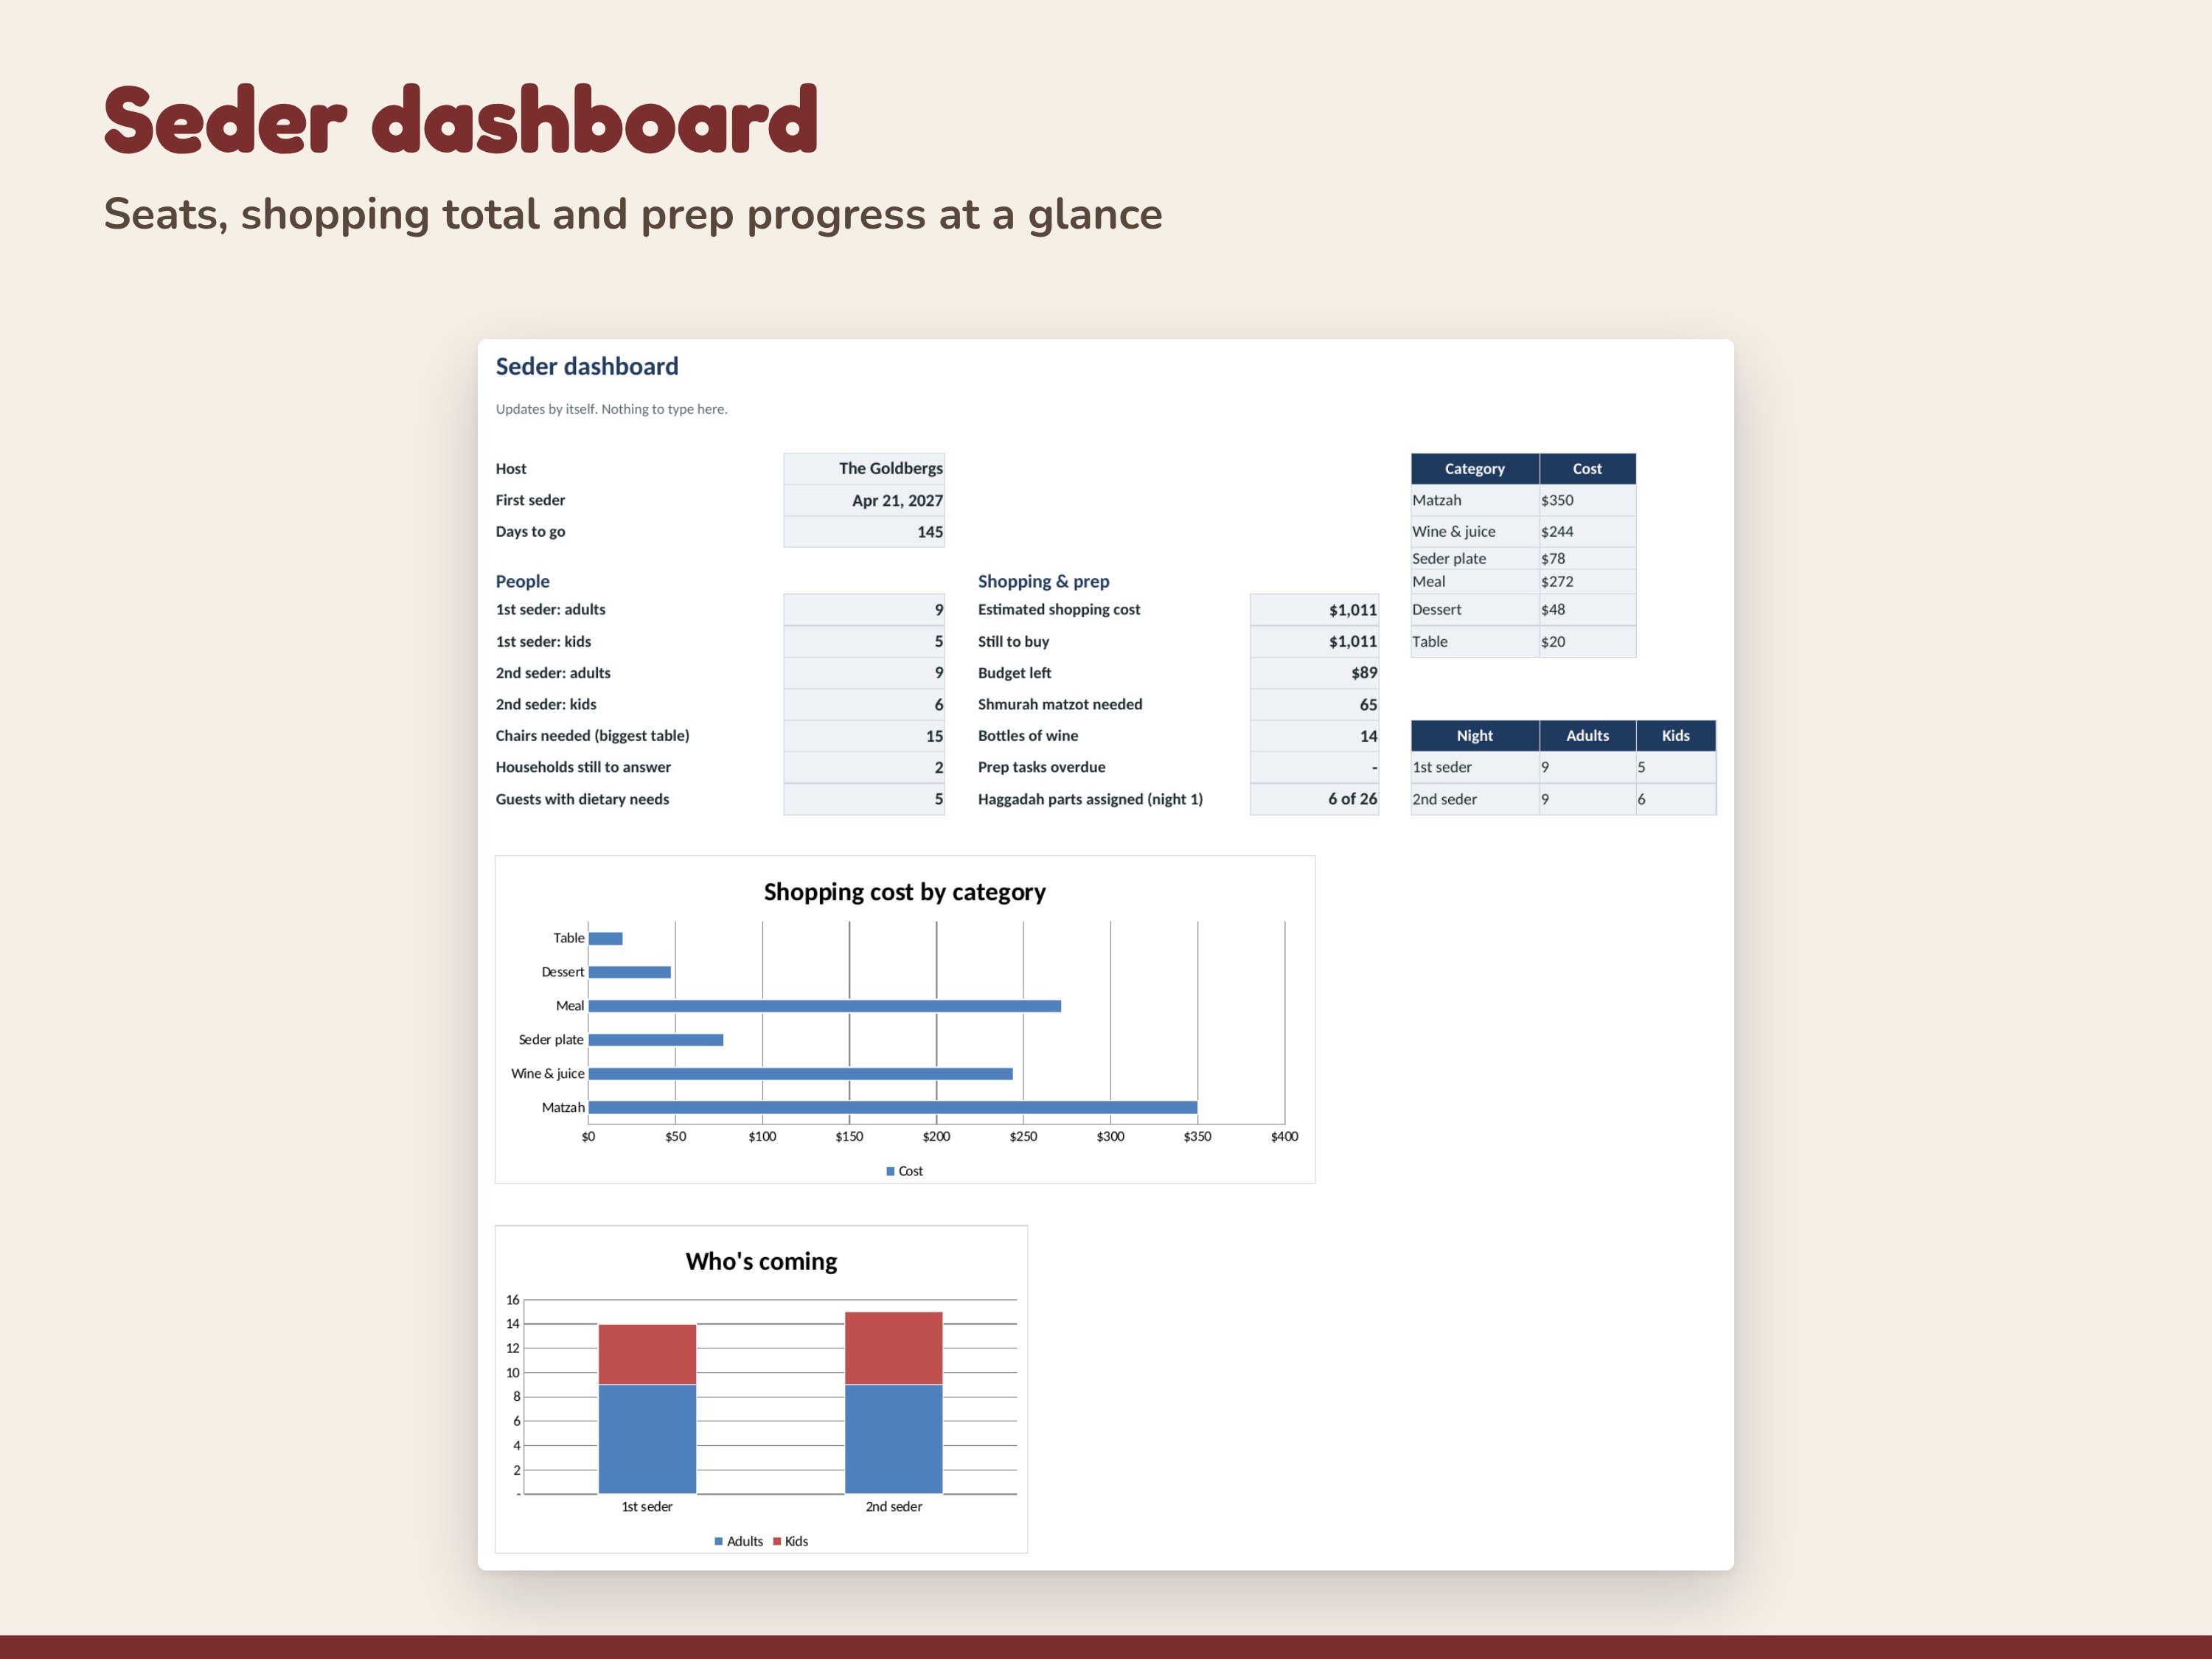 Seder dashboard
Seats, shopping total and prep progress at a glance
Seder dashboard
Updates by itself. Nothing to type here.
Host The Goldbergs
First seder Apr 21, 2027
Days to go 145
People
1st seder: adults 9
1st seder: kids 5
2nd seder: adults 9
2nd seder: kids 6
Chairs needed (biggest table) 15
Households still to answer 2
Guests with dietary needs 5
Shopping & prep
Estimated shopping cost $1,011
Still to buy $1,011
Budget left $89
Shmurah matzot needed 65
Bottles of wine 14
Prep tasks overdue -
Haggadah parts assigned (night 1) 6 of 26
Category Cost
Matzah $350
Wine & juice $244
Seder plate $78
Meal $272
Dessert $48
Table $20
Night Adults Kids
1st seder 9 5
2nd seder 9 6
Shopping cost by category
Table
Dessert
Meal
Seder plate
Wine & juice
Matzah
$0 $50 $100 $150 $200 $250 $300 $350 $400
Cost
Who's coming
16
14
12
10
8
6
4
2
-
1st seder 2nd seder
Adults Kids